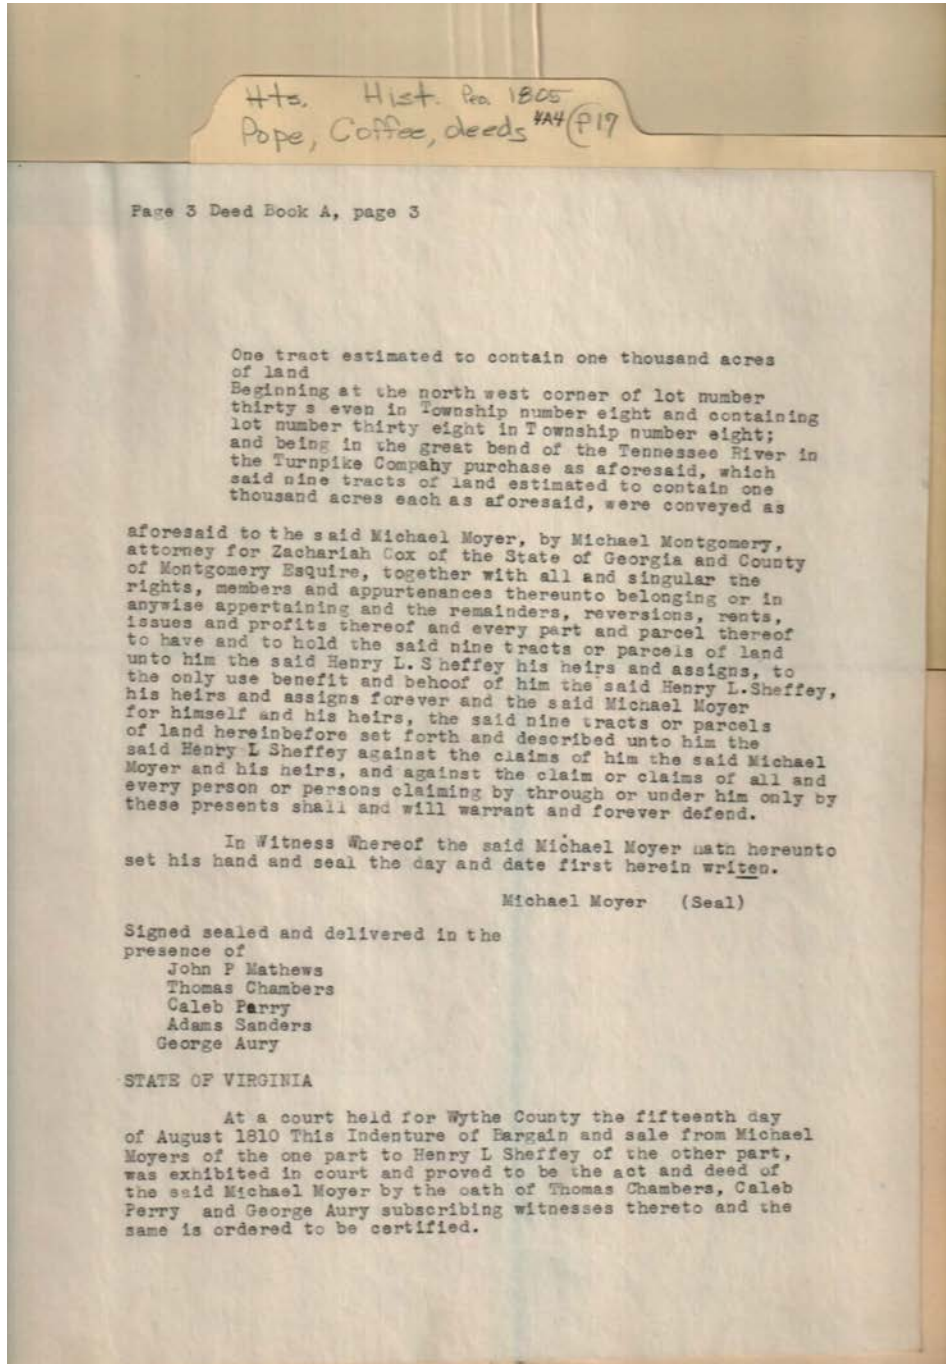 Hts. Hist. Pea. 1805
Pope, Coffee, deeds 4A4 P17
Page 3 Deed Book A, page 3
One tract estimated to contain one thousand acres
of land
Beginning at the north west corner of lot number
thirty s even in Township number eight and containing
lot number thirty eight in T ownship number eight;
and being in the great bend of the Tennessee River in
the Turnpike Compahy purchase as aforesaid, which
said nine tracts of land estimated to contain one
thousand acres each as aforesaid, were conveyed as
aforesaid to the said Michael Moyer, by Michael Montgomery,
attorney for Zachariah Cox of the State of Georgia and County
of Montgomery Esquire, together with all and singular the
rights, members and appurtenances thereunto belonging or in
anywise appertaining and the remainders, reversions, rents,
issues and profits thereof and every part and parcel thereof
to have and to hold the said nine tracts or parcels of land
unto him the said Henry L. S heffey his heirs and assigns, to
the only use benefit and behoof of him the said Henry L.Sheffey,
his heirs and assigns forever and the said Michael Moyer
for himself and his heirs, the said nine tracts or parcels
of land hereinbefore set forth and described unto him the
said Henry L Sheffey against the claims of him the said Michael
Moyer and his heirs, and against the claim or claims of all and
every person or persons claiming by through or under him only by
these presents shall and will warrant and forever defend.
In Witness Whereof the said Michael Moyer hath hereunto
set his hand and seal the day and date first herein writen.
Michael Moyer (Seal)
Signed sealed and delivered in the
presence of
John P Mathews
Thomas Chambers
Caleb Perry
Adams Sanders
George Aury
STATE OF VIRGINIA
At a court held for Wythe County the fifteenth day
of August 1810 This Indenture of Bargain and sale from Michael
Moyers of the one part to Henry L Sheffey of the other part,
was exhibited in court and proved to be the act and deed of
the said Michael Moyer by the oath of Thomas Chambers, Caleb
Perry and George Aury subscribing witnesses thereto and the
same is ordered to be certified.